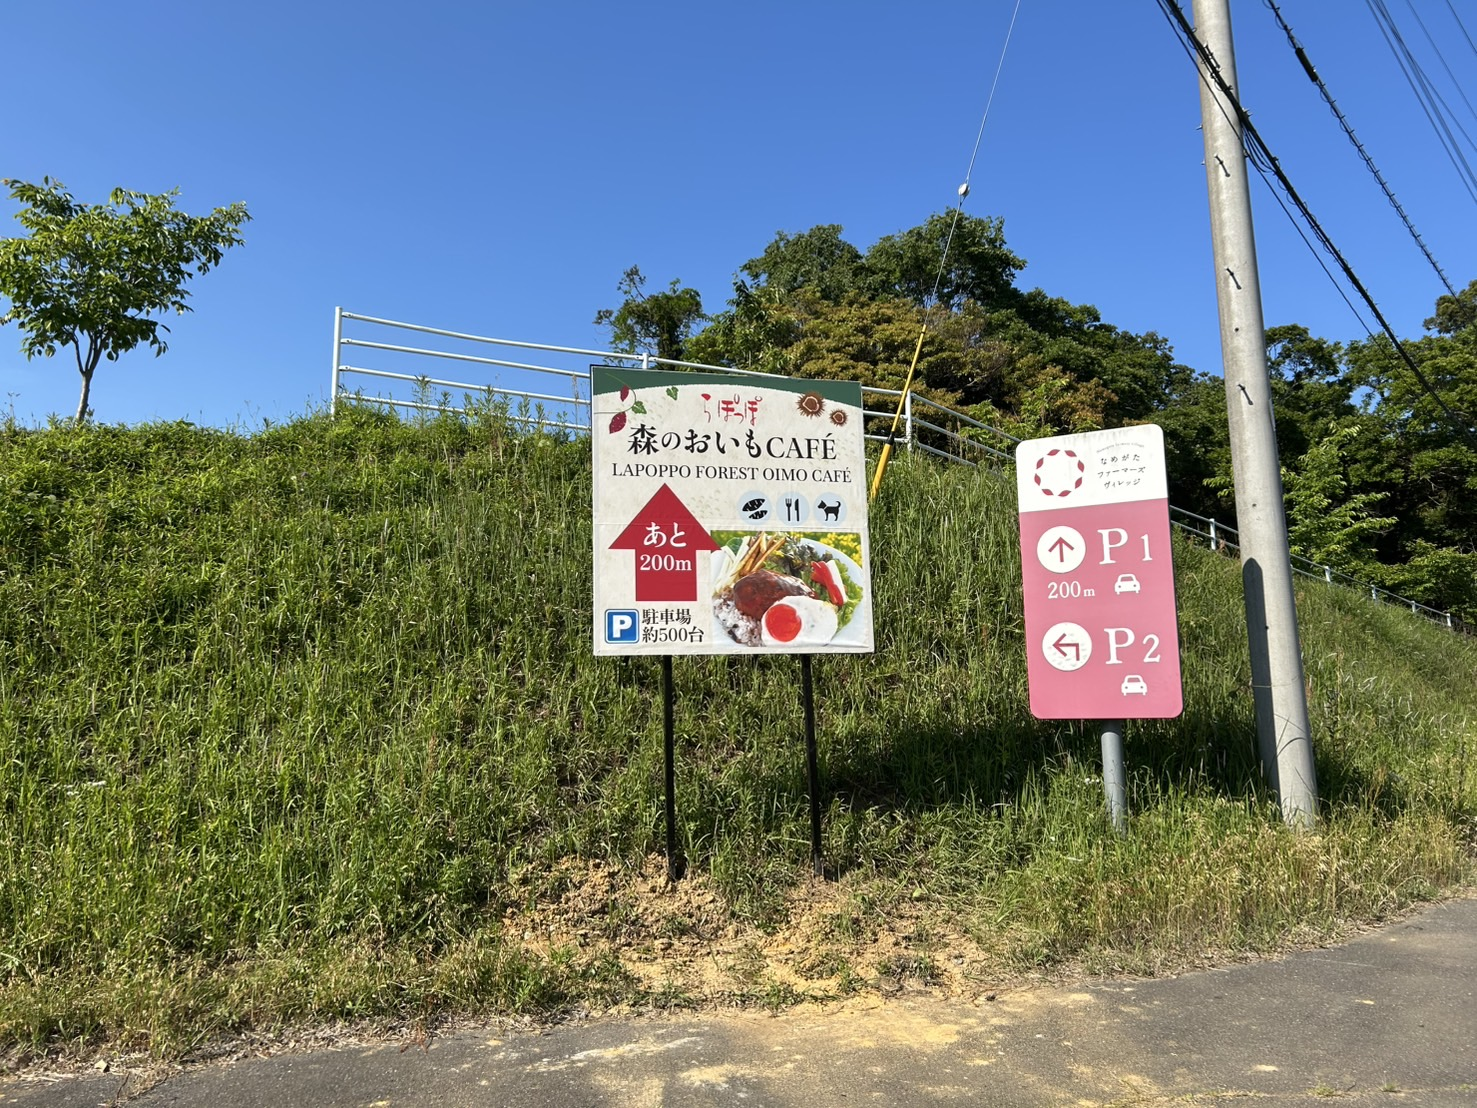 らぽっぽ
森のおいもCAFÉ
LAPOPPO FOREST OIMO CAFÉ
あと
200m
P 駐車場
約500台
なめがた
ファーマーズ
ヴィレッジ
P1
200m
P2